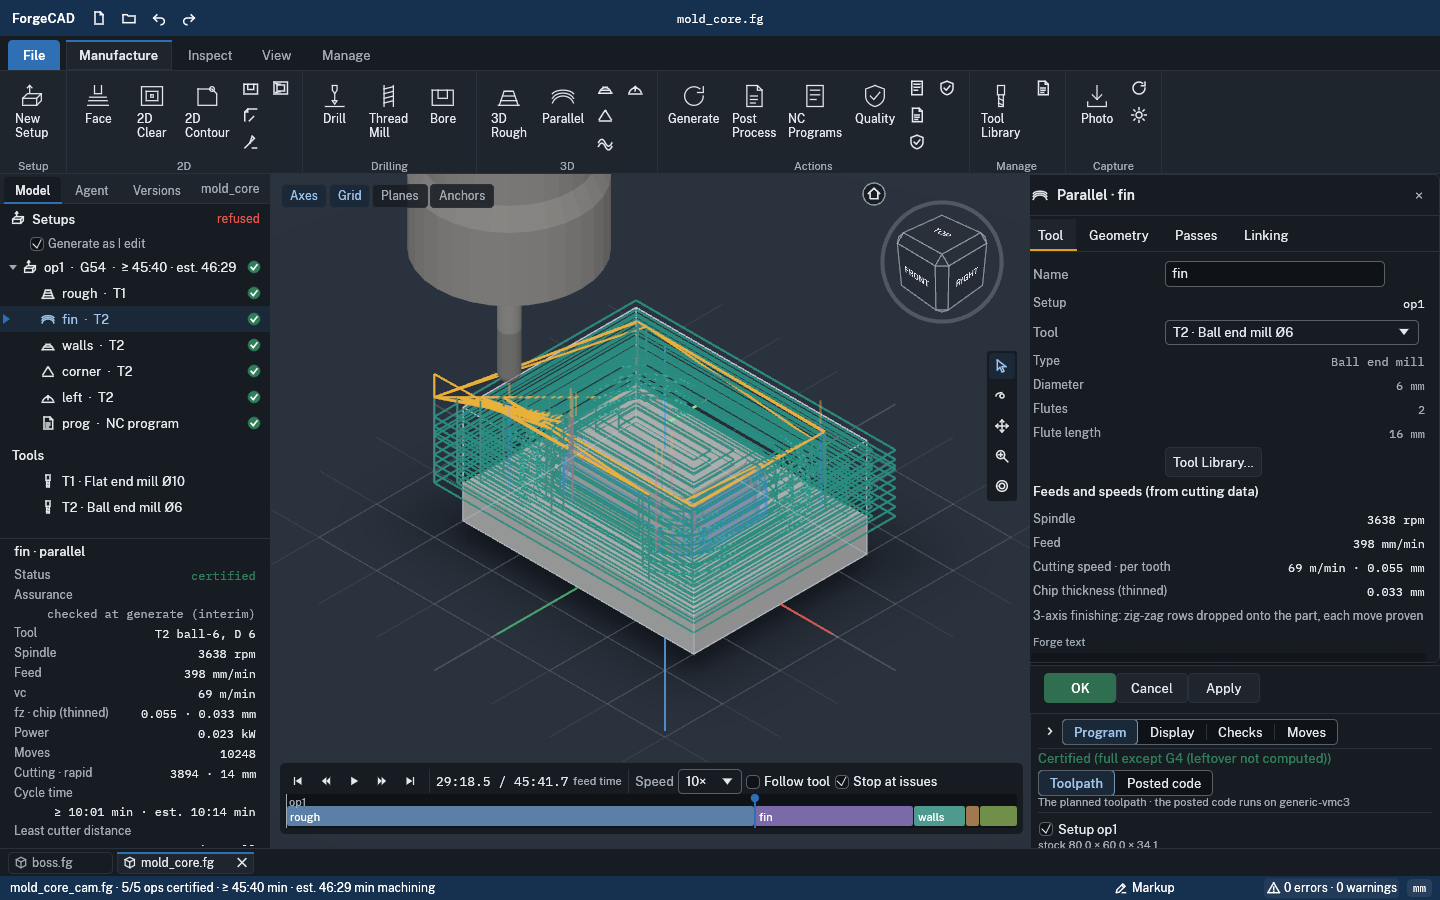 ForgeCAD
mold_core.fg
File
Manufacture
Inspect
View
Manage
New Setup
Face
2D Clear
2D Contour
Drill
Thread Mill
Bore
3D Rough
Parallel
Generate
Post Process
NC Programs
Quality
Tool Library
Photo
Setup
2D
Drilling
3D
Actions
Manage
Capture
Model
Agent
Versions
mold_core
Setups
refused
Generate as I edit
op1 · G54 · ≥ 45:40 · est. 46:29
rough · T1
fin · T2
walls · T2
corner · T2
left · T2
prog · NC program
Tools
T1 · Flat end mill Ø10
T2 · Ball end mill Ø6
fin · parallel
Status certified
Assurance
checked at generate (interim)
Tool T2 ball-6, D 6
Spindle 3638 rpm
Feed 398 mm/min
vc 69 m/min
fz · chip (thinned) 0.055 · 0.033 mm
Power 0.023 kW
Moves 10248
Cutting · rapid 3894 · 14 mm
Cycle time
≥ 10:01 min · est. 10:14 min
Least cutter distance
Axes
Grid
Planes
Anchors
TOP
FRONT
RIGHT
29:18.5 / 45:41.7 feed time
Speed
10×
Follow tool
Stop at issues
op1
rough
fin
walls
Parallel · fin
×
Tool
Geometry
Passes
Linking
Name fin
Setup op1
Tool T2 · Ball end mill Ø6
Type Ball end mill
Diameter 6 mm
Flutes 2
Flute length 16 mm
Tool Library...
Feeds and speeds (from cutting data)
Spindle 3638 rpm
Feed 398 mm/min
Cutting speed · per tooth 69 m/min · 0.055 mm
Chip thickness (thinned) 0.033 mm
3-axis finishing: zig-zag rows dropped onto the part, each move proven
Forge text
OK
Cancel
Apply
Program
Display
Checks
Moves
Certified (full except G4 (leftover not computed))
Toolpath
Posted code
The planned toolpath · the posted code runs on generic-vmc3
Setup op1
stock 80.0 × 60.0 × 34.1
boss.fg
mold_core.fg
mold_core_cam.fg · 5/5 ops certified · ≥ 45:40 min · est. 46:29 min machining
Markup
0 errors · 0 warnings
mm